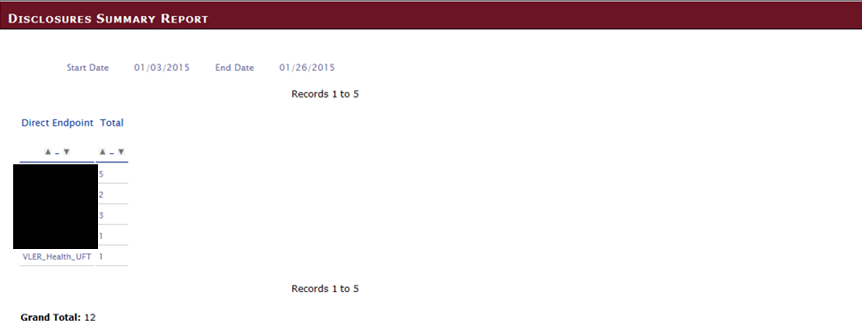 Disclosures Summary Report
Start Date 01/03/2015 End Date 01/26/2015
Records 1 to 5
Direct Endpoint Total
▲ – ▼ ▲ – ▼
5
2
3
1
VLER_Health_UFT 1
Records 1 to 5
Grand Total: 12